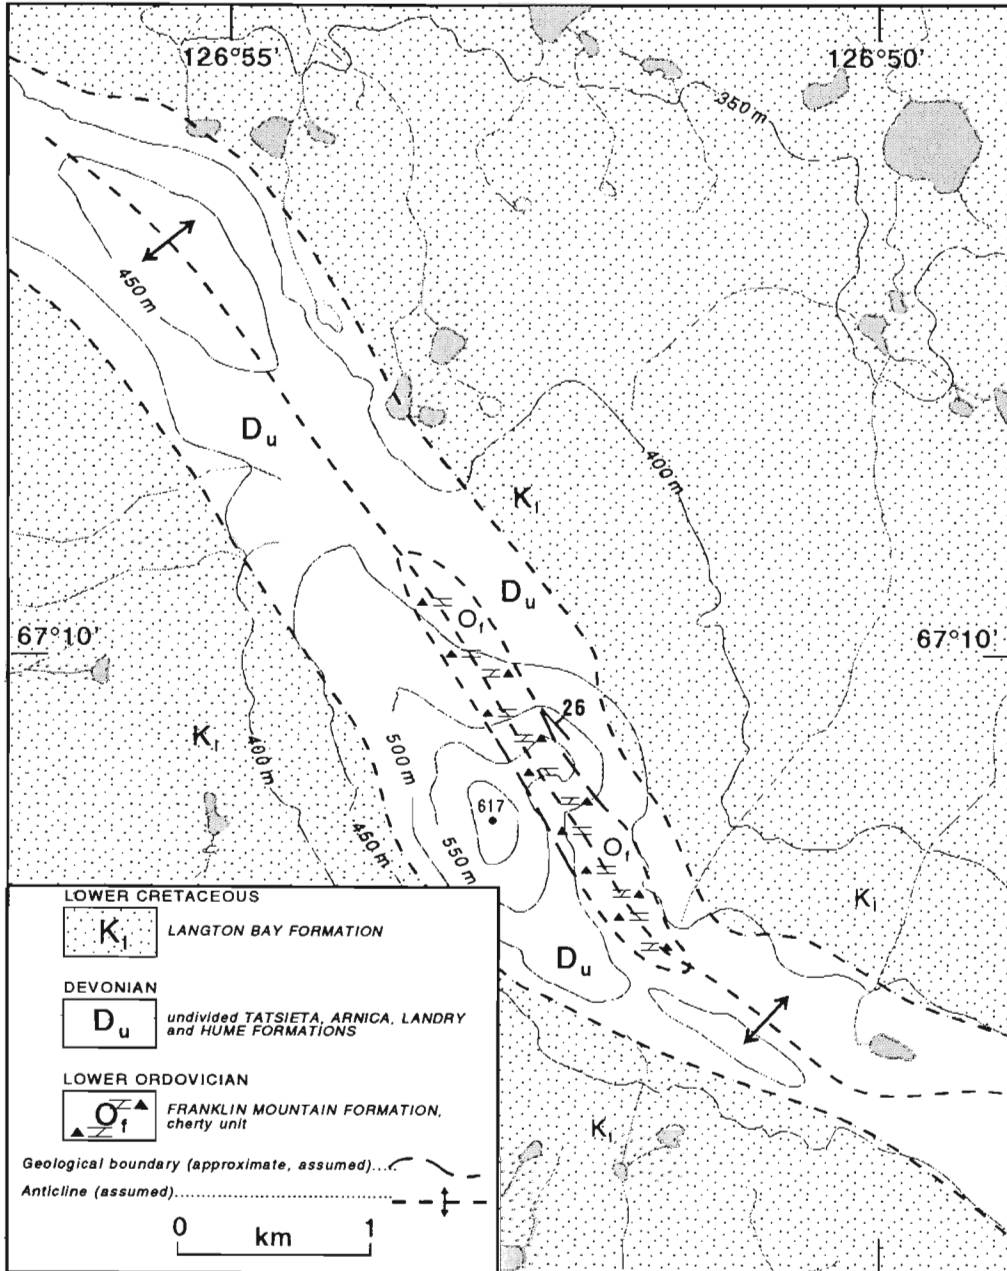 126°55'
126°50'
350 m
450 m
Du
Kl
400 m
Du
67°10'
Of
67°10'
26
Kl
500 m
400 m
617
450 m
550 m
Of
Kl
Du
Kl
LOWER CRETACEOUS
Kl
LANGTON BAY FORMATION
DEVONIAN
Du
undivided TATSIETA, ARNICA, LANDRY
and HUME FORMATIONS
LOWER ORDOVICIAN
Of
FRANKLIN MOUNTAIN FORMATION,
cherty unit
Geological boundary (approximate, assumed)....
Anticline (assumed)..............................
0 1
km